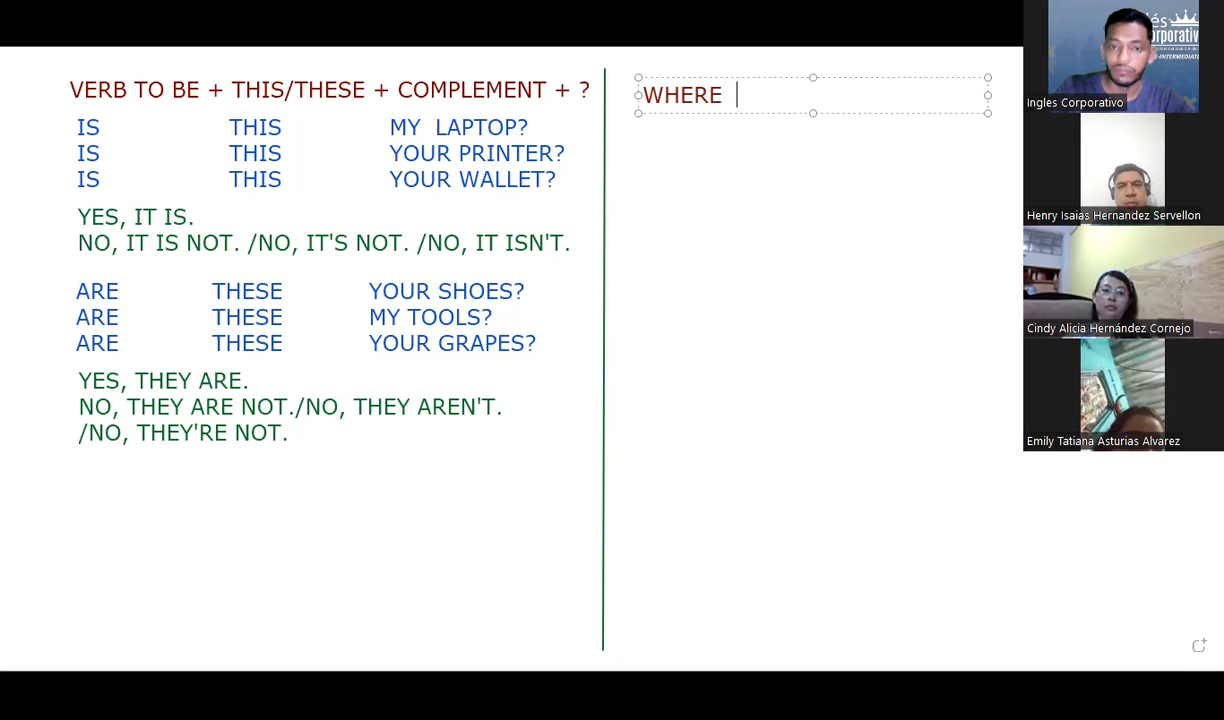 VERB TO BE + THIS/THESE + COMPLEMENT + ?
IS THIS MY LAPTOP?
IS THIS YOUR PRINTER?
IS THIS YOUR WALLET?
YES, IT IS.
NO, IT IS NOT. /NO, IT'S NOT. /NO, IT ISN'T.
ARE THESE YOUR SHOES?
ARE THESE MY TOOLS?
ARE THESE YOUR GRAPES?
YES, THEY ARE.
NO, THEY ARE NOT./NO, THEY AREN'T.
/NO, THEY'RE NOT.
WHERE
Ingles Corporativo
Henry Isaias Hernandez Servellon
Cindy Alicia Hernández Cornejo
Emily Tatiana Asturias Alvarez